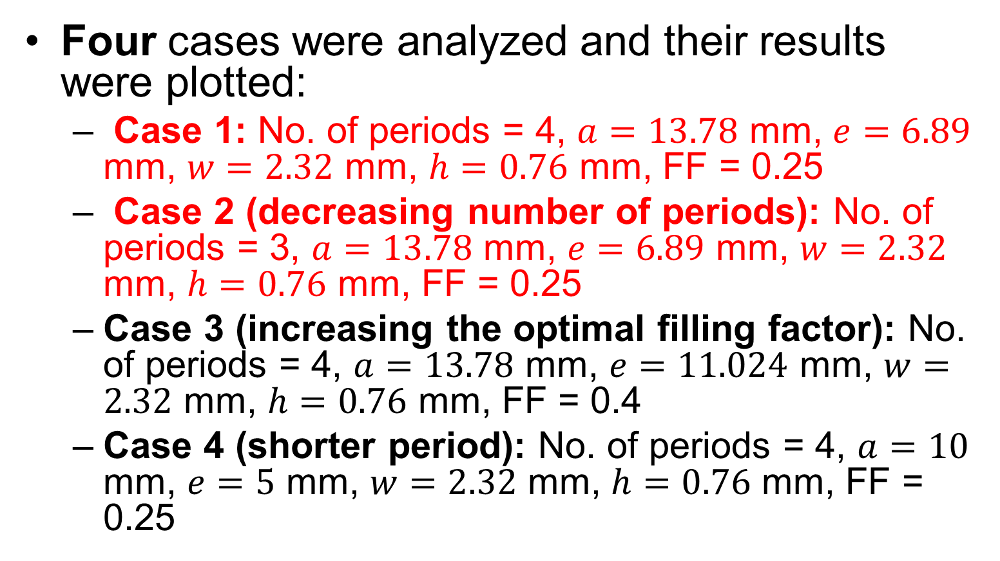 • Four cases were analyzed and their results
were plotted:
– Case 1: No. of periods = 4, a = 13.78 mm, e = 6.89
mm, w = 2.32 mm, h = 0.76 mm, FF = 0.25
– Case 2 (decreasing number of periods): No. of
periods = 3, a = 13.78 mm, e = 6.89 mm, w = 2.32
mm, h = 0.76 mm, FF = 0.25
– Case 3 (increasing the optimal filling factor): No.
of periods = 4, a = 13.78 mm, e = 11.024 mm, w =
2.32 mm, h = 0.76 mm, FF = 0.4
– Case 4 (shorter period): No. of periods = 4, a = 10
mm, e = 5 mm, w = 2.32 mm, h = 0.76 mm, FF =
0.25